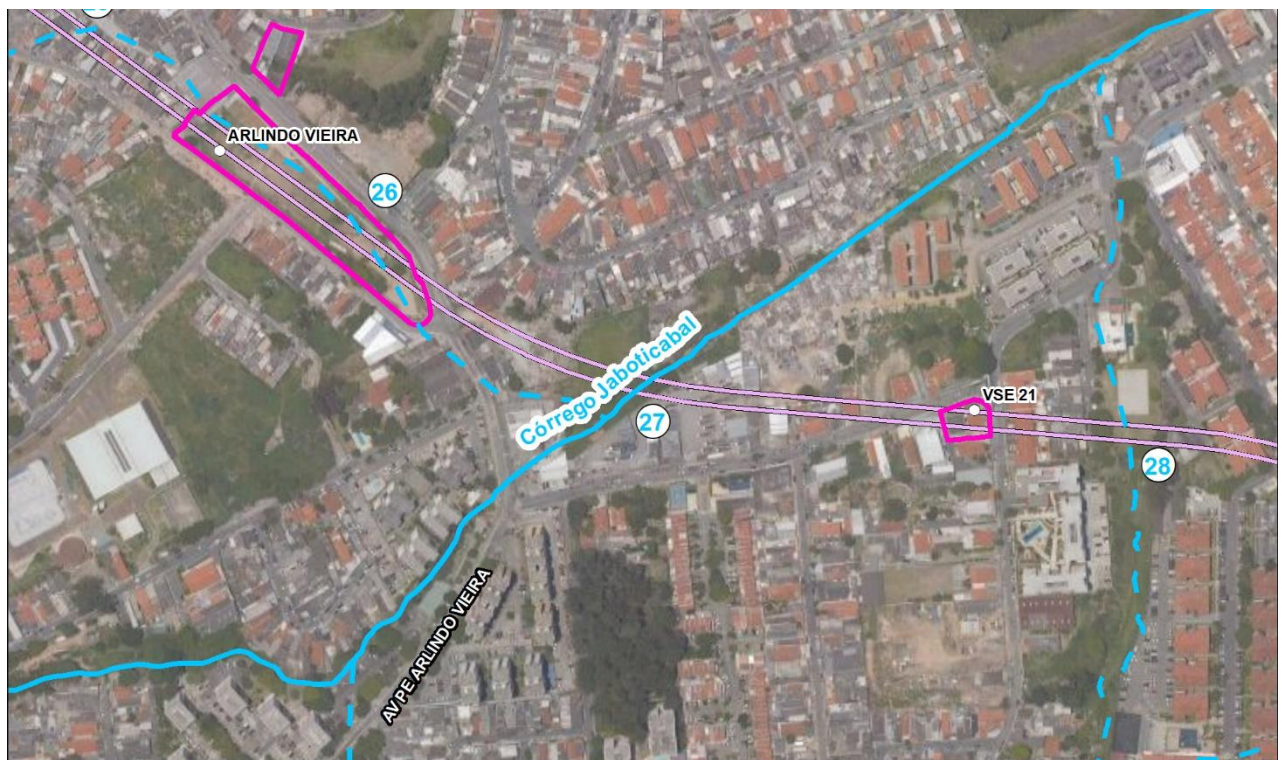 ARLINDO VIEIRA
26
Córrego Jaboticabal
27
VSE 21
28
AV PE ARLINDO VIEIRA